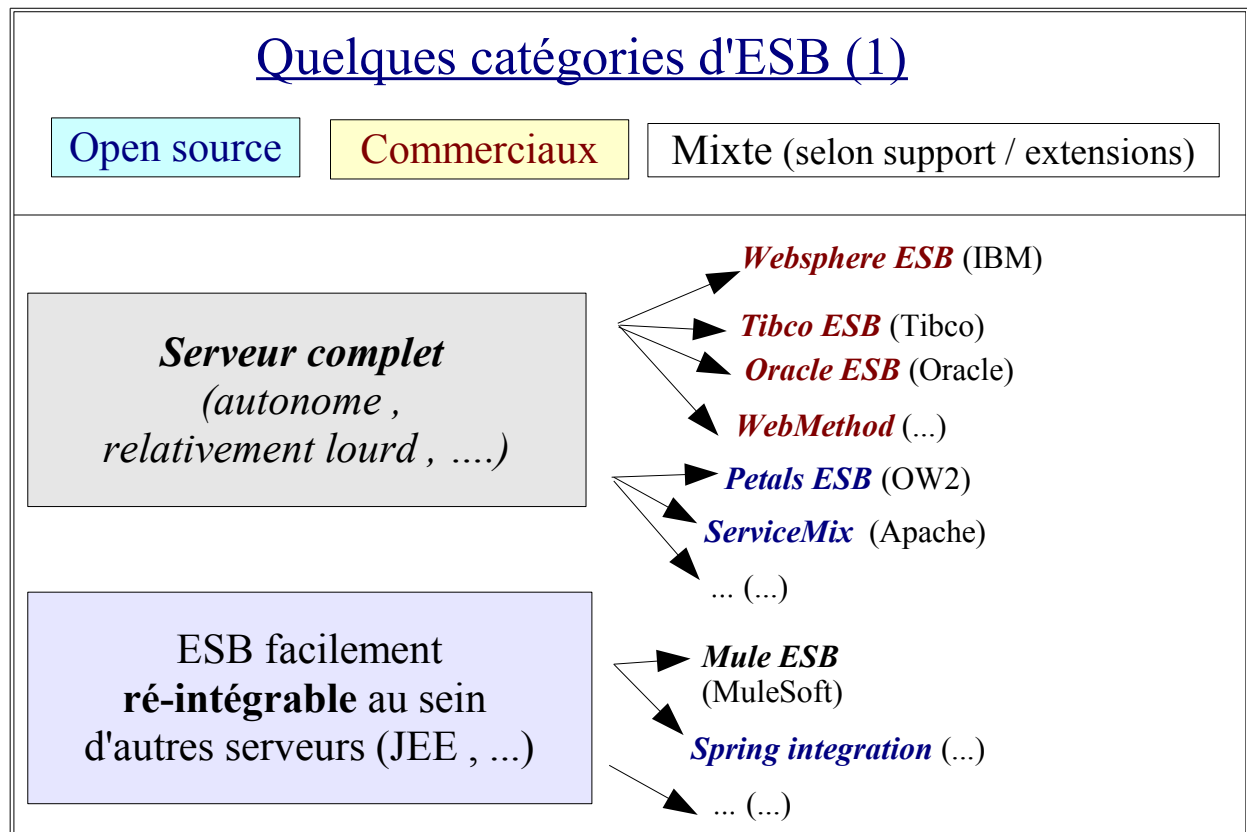 Quelques catégories d'ESB (1)
Open source
Commerciaux
Mixte (selon support / extensions)
Serveur complet
(autonome ,
relativement lourd , ....)
Websphere ESB (IBM)
Tibco ESB (Tibco)
Oracle ESB (Oracle)
WebMethod (...)
Petals ESB (OW2)
ServiceMix (Apache)
... (...)
ESB facilement
ré-intégrable au sein
d'autres serveurs (JEE , ...)
Mule ESB
(MuleSoft)
Spring integration (...)
... (...)